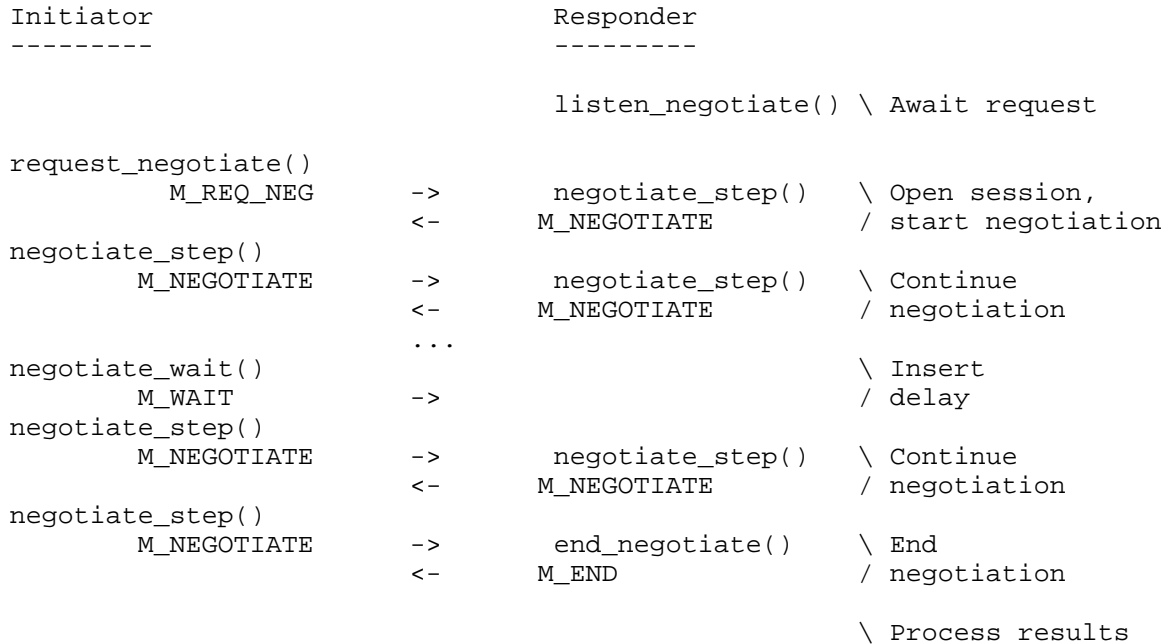 Initiator                         Responder
---------                         ---------
                                  listen_negotiate() \ Await request
request_negotiate()
          M_REQ_NEG      ->       negotiate_step()   \ Open session,
                         <-      M_NEGOTIATE         / start negotiation
negotiate_step()
        M_NEGOTIATE      ->       negotiate_step()   \ Continue
                         <-      M_NEGOTIATE         / negotiation
                         ...
negotiate_wait()                                     \ Insert
        M_WAIT           ->                          / delay
negotiate_step()
        M_NEGOTIATE      ->       negotiate_step()   \ Continue
                         <-      M_NEGOTIATE         / negotiation
negotiate_step()
        M_NEGOTIATE      ->       end_negotiate()    \ End
                         <-      M_END               / negotiation
                                                     \ Process results